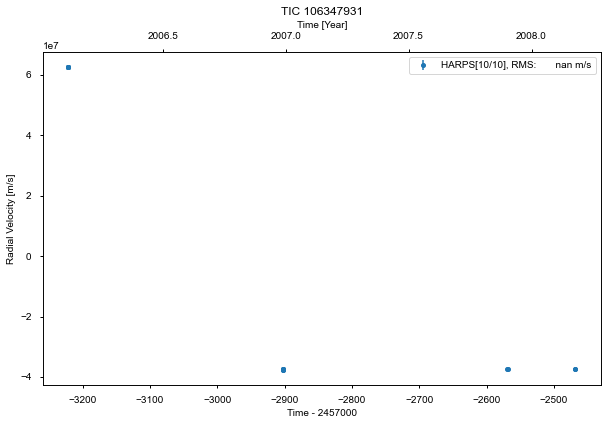 TIC 106347931
Time [Year]
2006.5 2007.0 2007.5 2008.0
1e7
HARPS[10/10], RMS: nan m/s
6
4
2
0
−2
−4
Radial Velocity [m/s]
−3200 −3100 −3000 −2900 −2800 −2700 −2600 −2500
Time - 2457000